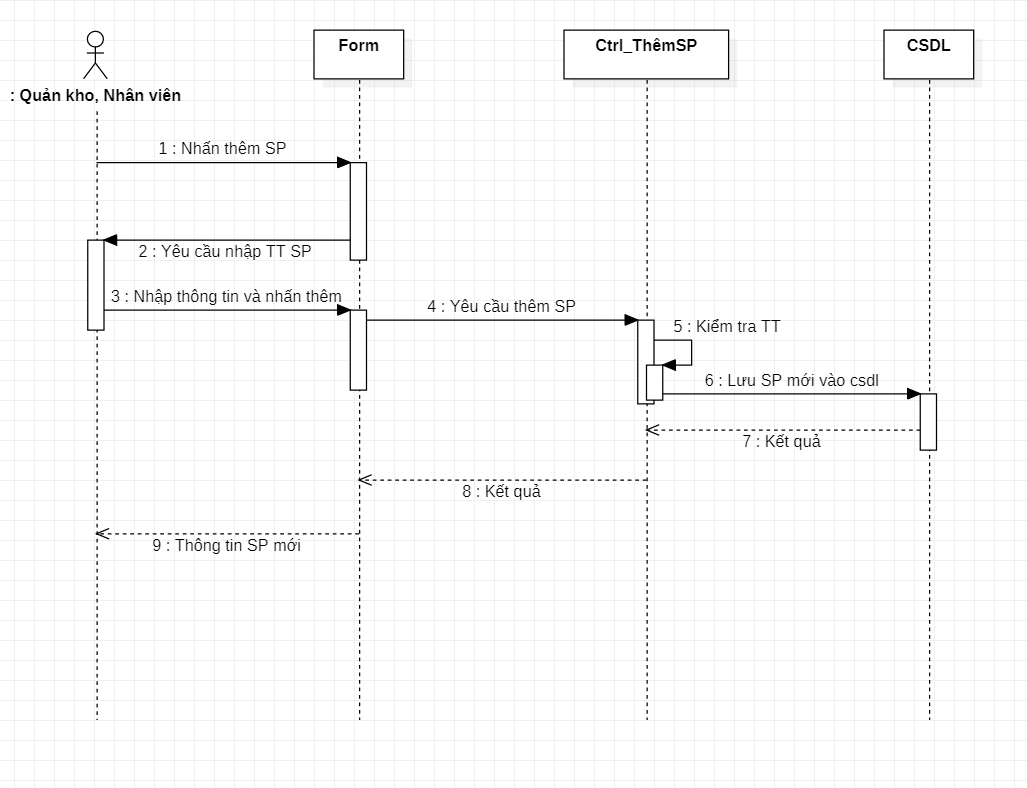 Form
Ctrl_ThêmSP
CSDL
: Quản kho, Nhân viên
1 : Nhấn thêm SP
2 : Yêu cầu nhập TT SP
3 : Nhập thông tin và nhấn thêm
4 : Yêu cầu thêm SP
5 : Kiểm tra TT
6 : Lưu SP mới vào csdl
7 : Kết quả
8 : Kết quả
9 : Thông tin SP mới